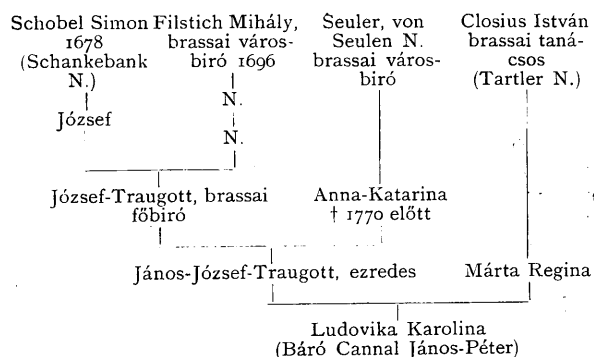 Schobel Simon
1678
(Schankebank
N.)
József
Filstich Mihály,
brassai város-
biró 1696
N.
N.
Seuler, von
Seulen N.
brassai város-
biró
Closius István
brassai taná-
csos
(Tartler N.)
József-Traugott, brassai
főbiró
Anna-Katarina
† 1770 előtt
János-József-Traugott, ezredes
Márta Regina
Ludovika Karolina
(Báró Cannal János-Péter)